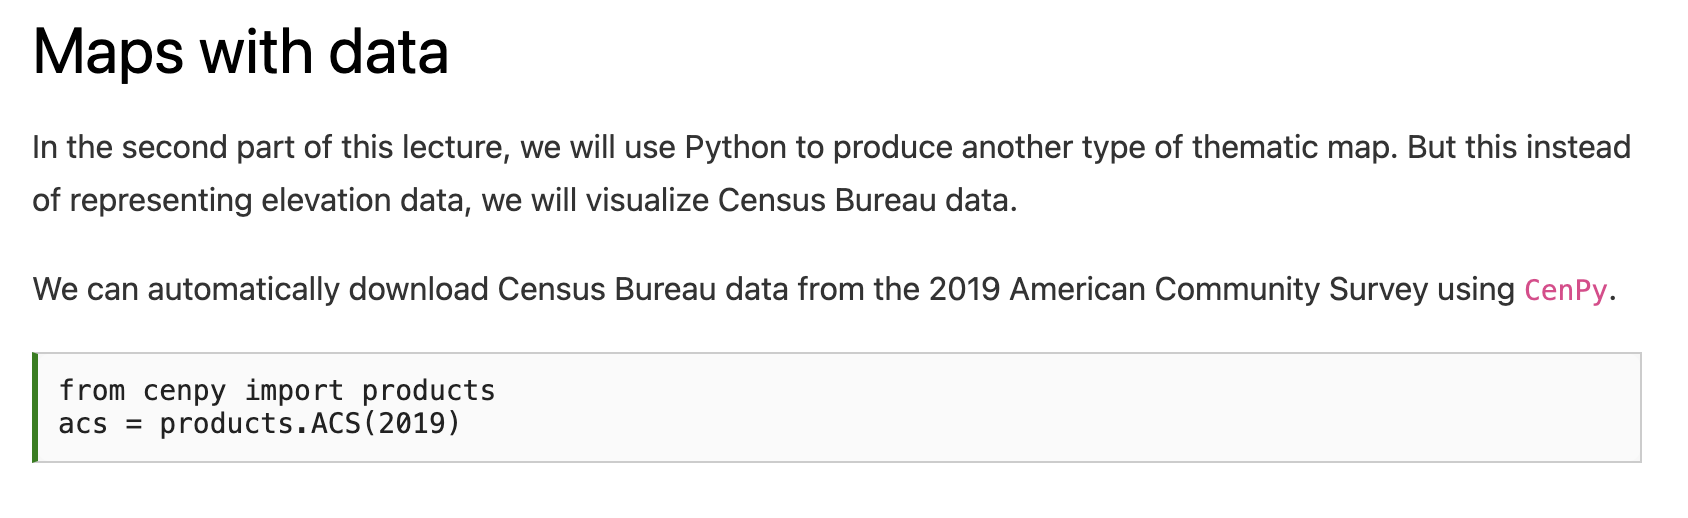 Maps with data
In the second part of this lecture, we will use Python to produce another type of thematic map. But this instead
of representing elevation data, we will visualize Census Bureau data.
We can automatically download Census Bureau data from the 2019 American Community Survey using CenPy.
from cenpy import products
acs = products.ACS(2019)